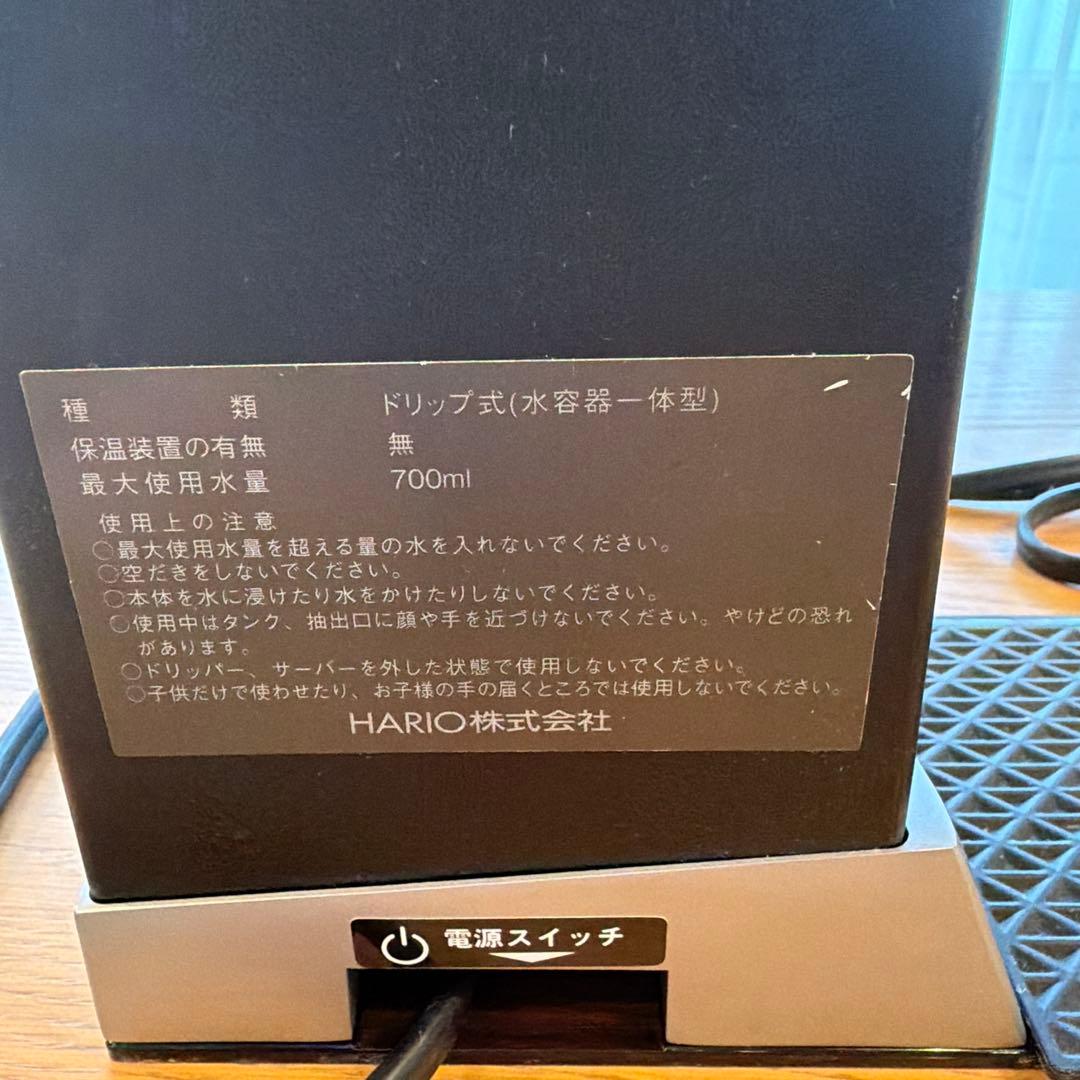 種類 ドリップ式(水容器一体型)
保温装置の有無 無
最大使用水量 700ml
使用上の注意
○最大使用水量を超える量の水を入れないでください。
○空だきをしないでください。
○本体を水に浸けたり水をかけたりしないでください。
○使用中はタンク、抽出口に顔や手を近づけないでください。やけどの恐れ
があります。
○ドリッパー、サーバーを外した状態で使用しないでください。
○子供だけで使わせたり、お子様の手の届くところでは使用しないでください。
HARIO株式会社
電源スイッチ